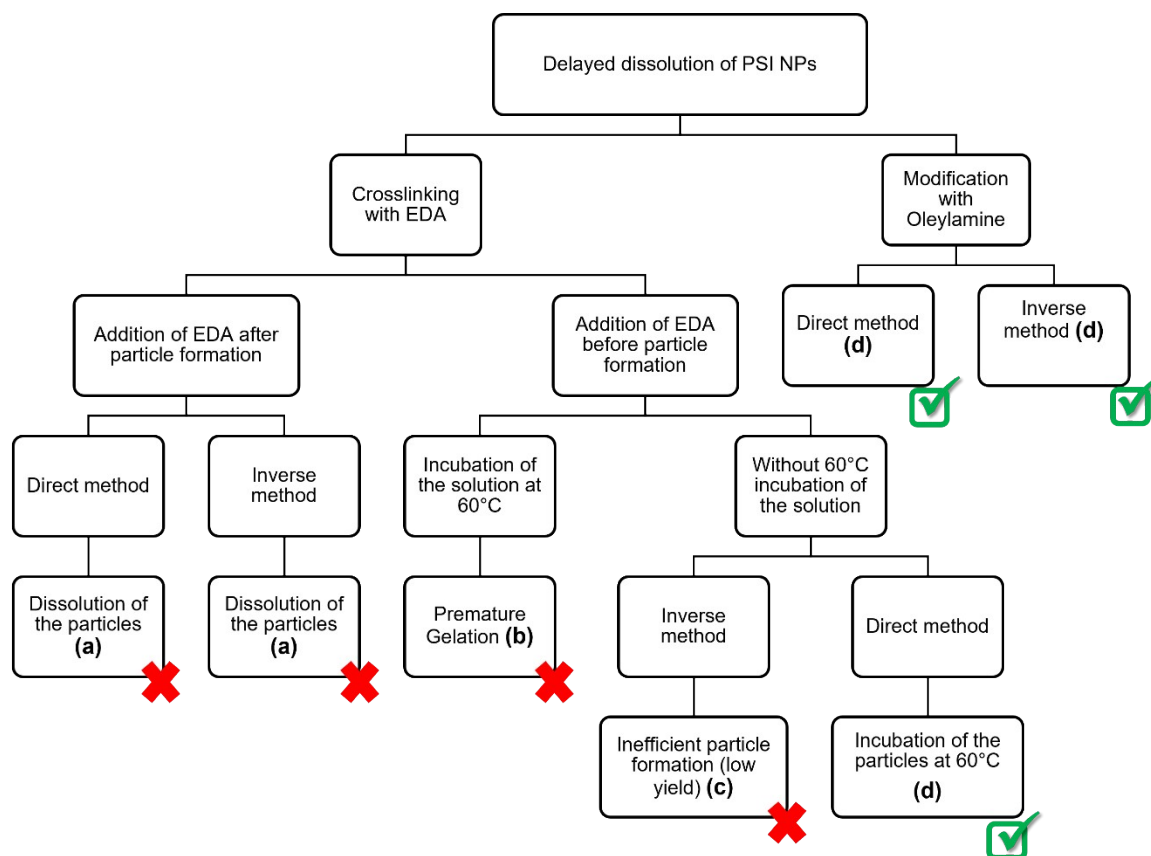 Delayed dissolution of PSI NPs
Crosslinking
with EDA
Modification
with
Oleylamine
Addition of EDA after
particle formation
Addition of EDA
before particle
formation
Direct method
(d)
Inverse
method (d)
Direct method
Inverse
method
Incubation of
the solution at
60°C
Without 60°C
incubation of
the solution
Dissolution of
the particles
(a)
Dissolution of
the particles
(a)
Premature
Gelation (b)
Inverse
method
Direct method
Inefficient particle
formation (low
yield) (c)
Incubation of the
particles at 60°C
(d)